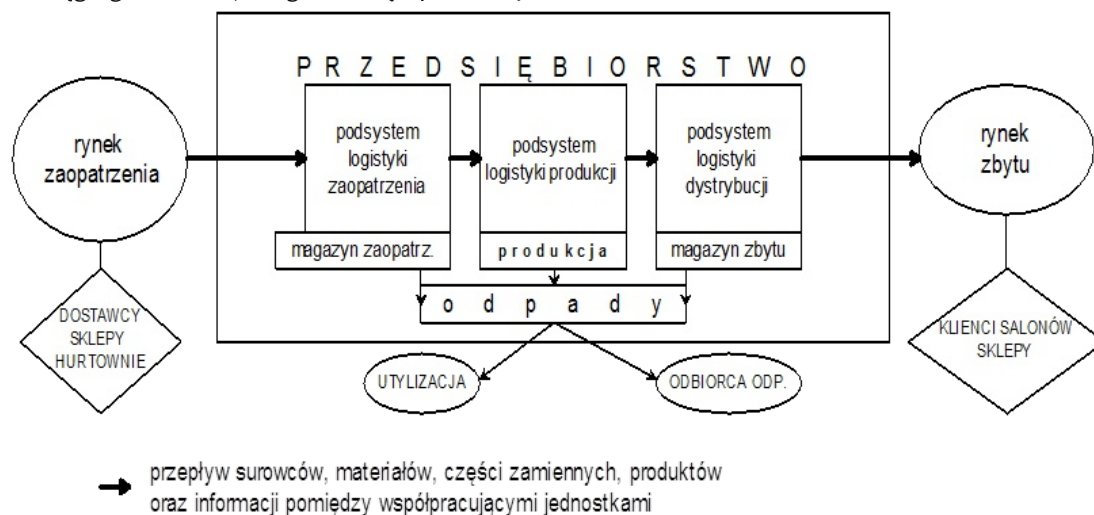 P R Z E D S I Ę B I O R S T W O
rynek
zaopatrzenia
podsystem
logistyki
zaopatrzenia
podsystem
logistyki produkcji
podsystem
logistyki
dystrybucji
rynek
zbytu
magazyn zaopatrz.
produkcja
magazyn zbytu
o d p a d y
DOSTAWCY
SKLEPY
HURTOWNIE
KLIENCI SALONÓW
SKLEPY
UTYLIZACJA
ODBIORCA ODP.
przepływ surowców, materiałów, części zamiennych, produktów
oraz informacji pomiędzy współpracującymi jednostkami